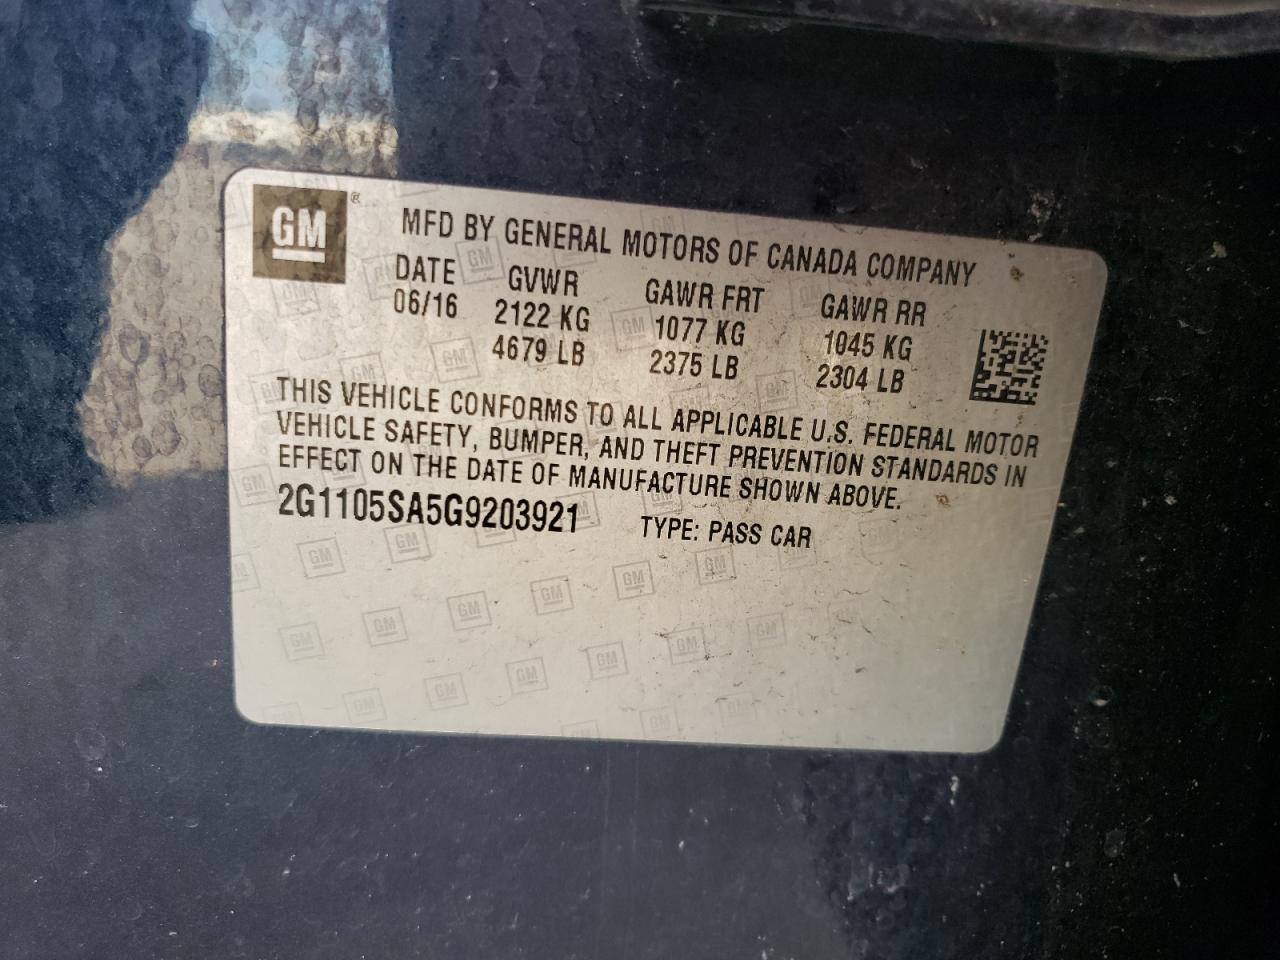 GM ®
MFD BY GENERAL MOTORS OF CANADA COMPANY
DATE GVWR GAWR FRT GAWR RR
06/16 2122 KG 1077 KG 1045 KG
4679 LB 2375 LB 2304 LB
THIS VEHICLE CONFORMS TO ALL APPLICABLE U.S. FEDERAL MOTOR
VEHICLE SAFETY, BUMPER, AND THEFT PREVENTION STANDARDS IN
EFFECT ON THE DATE OF MANUFACTURE SHOWN ABOVE.
2G1105SA5G9203921 TYPE: PASS CAR